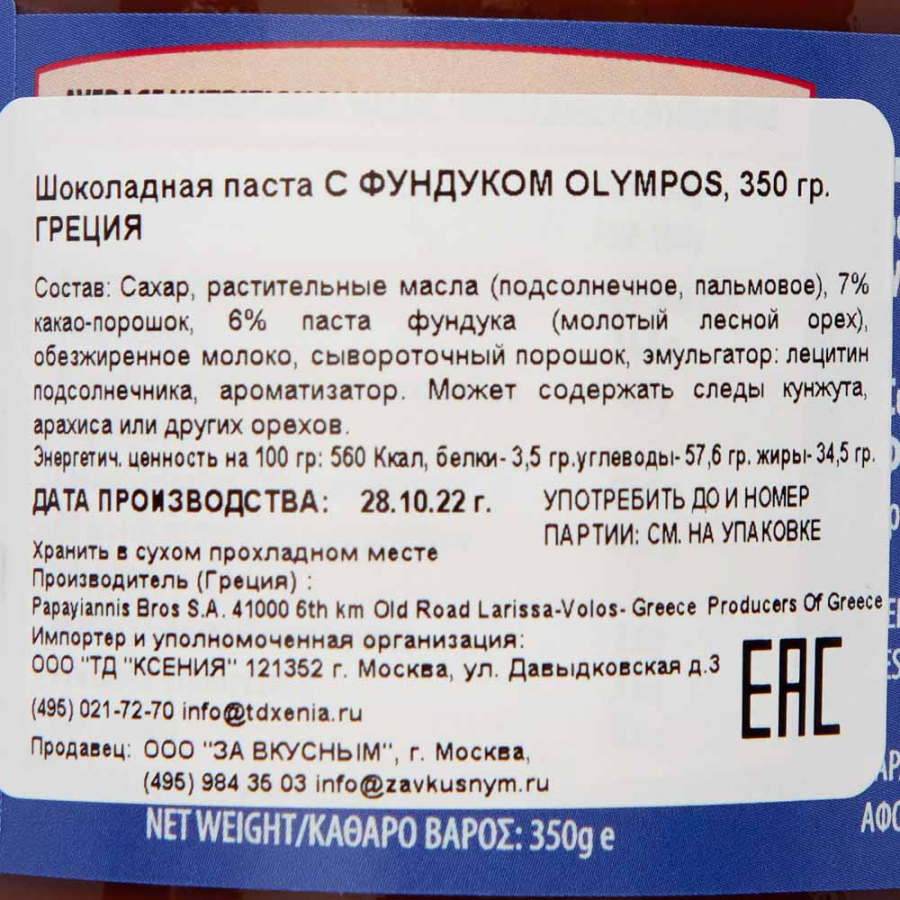 Шоколадная паста С ФУНДУКОМ OLYMPOS, 350 гр.
ГРЕЦИЯ
Состав: Сахар, растительные масла (подсолнечное, пальмовое), 7%
какао-порошок, 6% паста фундука (молотый лесной орех),
обезжиренное молоко, сывороточный порошок, эмульгатор: лецитин
подсолнечника, ароматизатор. Может содержать следы кунжута,
арахиса или других орехов.
Энергетич. ценность на 100 гр: 560 Ккал, белки- 3,5 гр.углеводы- 57,6 гр. жиры- 34,5 гр.
ДАТА ПРОИЗВОДСТВА: 28.10.22 г.
УПОТРЕБИТЬ ДО И НОМЕР
ПАРТИИ: СМ. НА УПАКОВКЕ
Хранить в сухом прохладном месте
Производитель (Греция) :
Papayiannis Bros S.A. 41000 6th km Old Road Larissa-Volos- Greece Producers Of Greece
Импортер и уполномоченная организация:
ООО "ТД "КСЕНИЯ" 121352 г. Москва, ул. Давыдковская д.3
(495) 021-72-70 info@tdxenia.ru
EAC
Продавец: ООО "ЗА ВКУСНЫМ", г. Москва,
(495) 984 35 03 info@zavkusnym.ru
NET WEIGHT/ΚΑΘΑΡΟ ΒΑΡΟΣ: 350g e